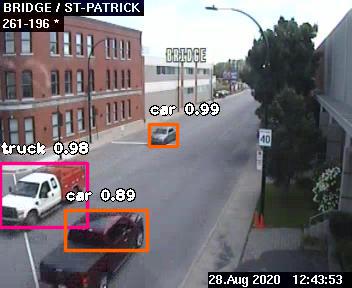 BRIDGE / ST-PATRICK
261-196 *
BRIDGE
car 0.99
40
truck 0.98
car 0.89
28.Aug 2020 12:43:53